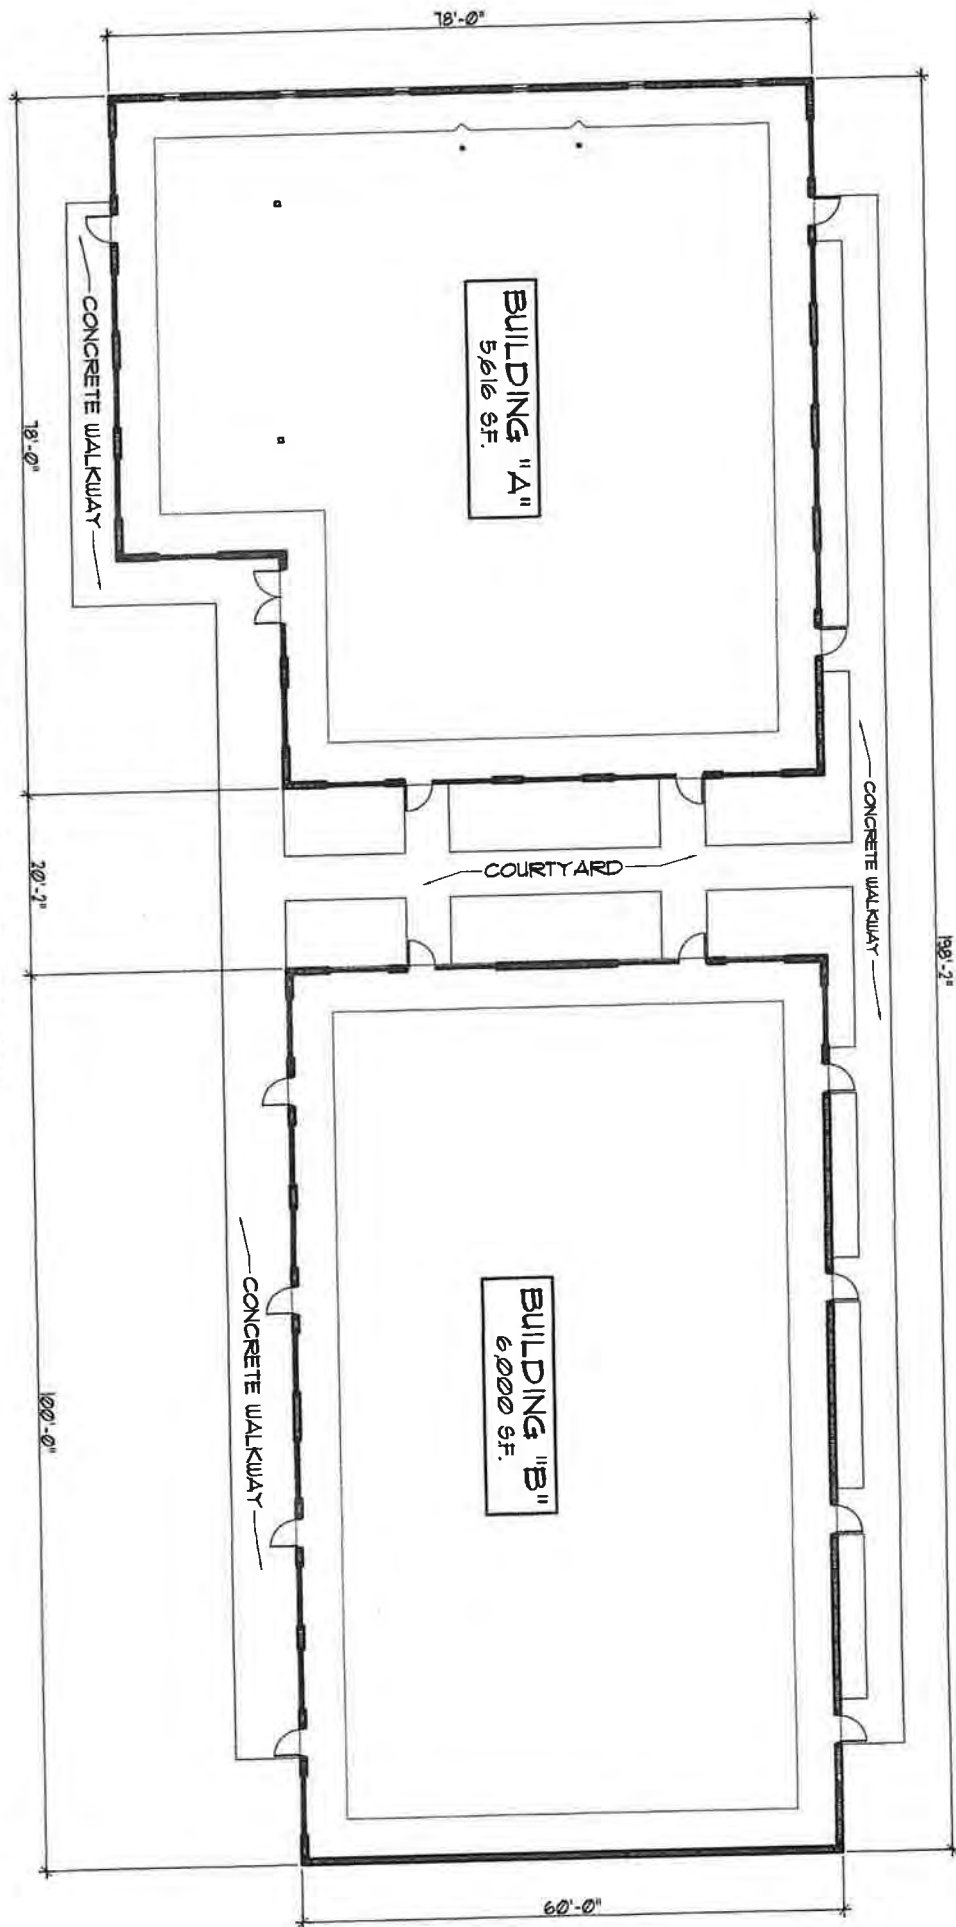 78'-0"
198'-2"
CONCRETE WALKWAY
BUILDING "A"
5,616 S.F.
78'-0"
COURTYARD
CONCRETE WALKWAY
20'-2"
BUILDING "B"
6,000 S.F.
CONCRETE WALKWAY
100'-0"
60'-0"